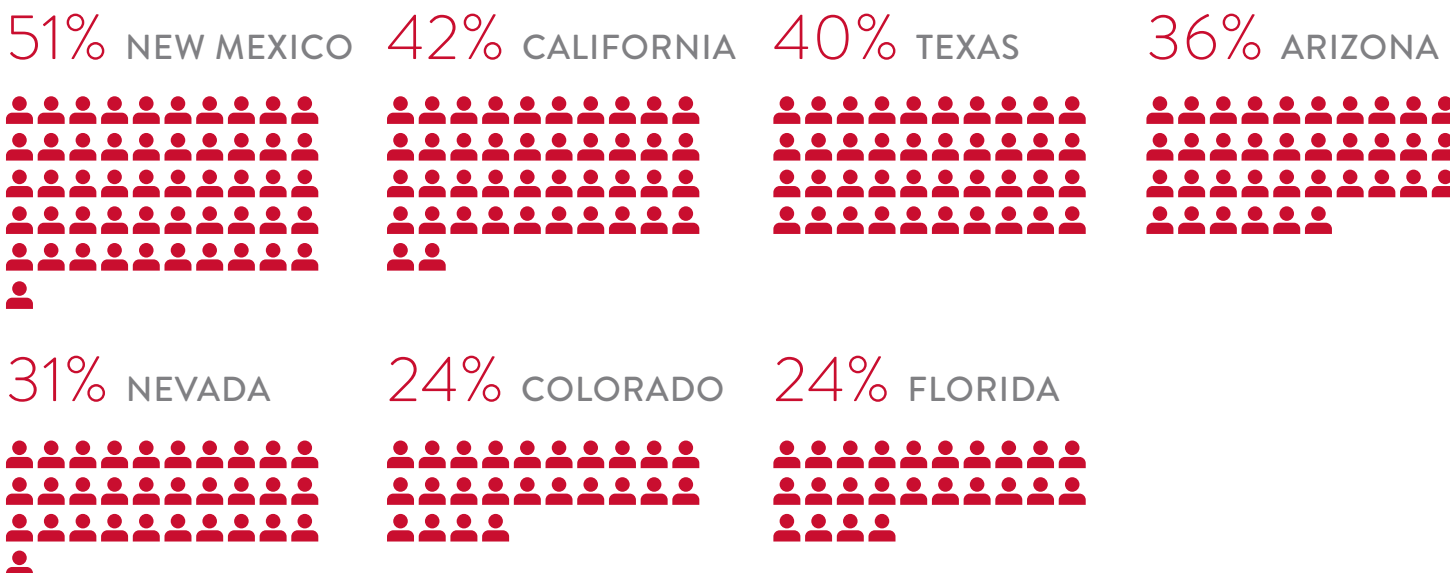 51% NEW MEXICO
42% CALIFORNIA
40% TEXAS
36% ARIZONA
31% NEVADA
24% COLORADO
24% FLORIDA